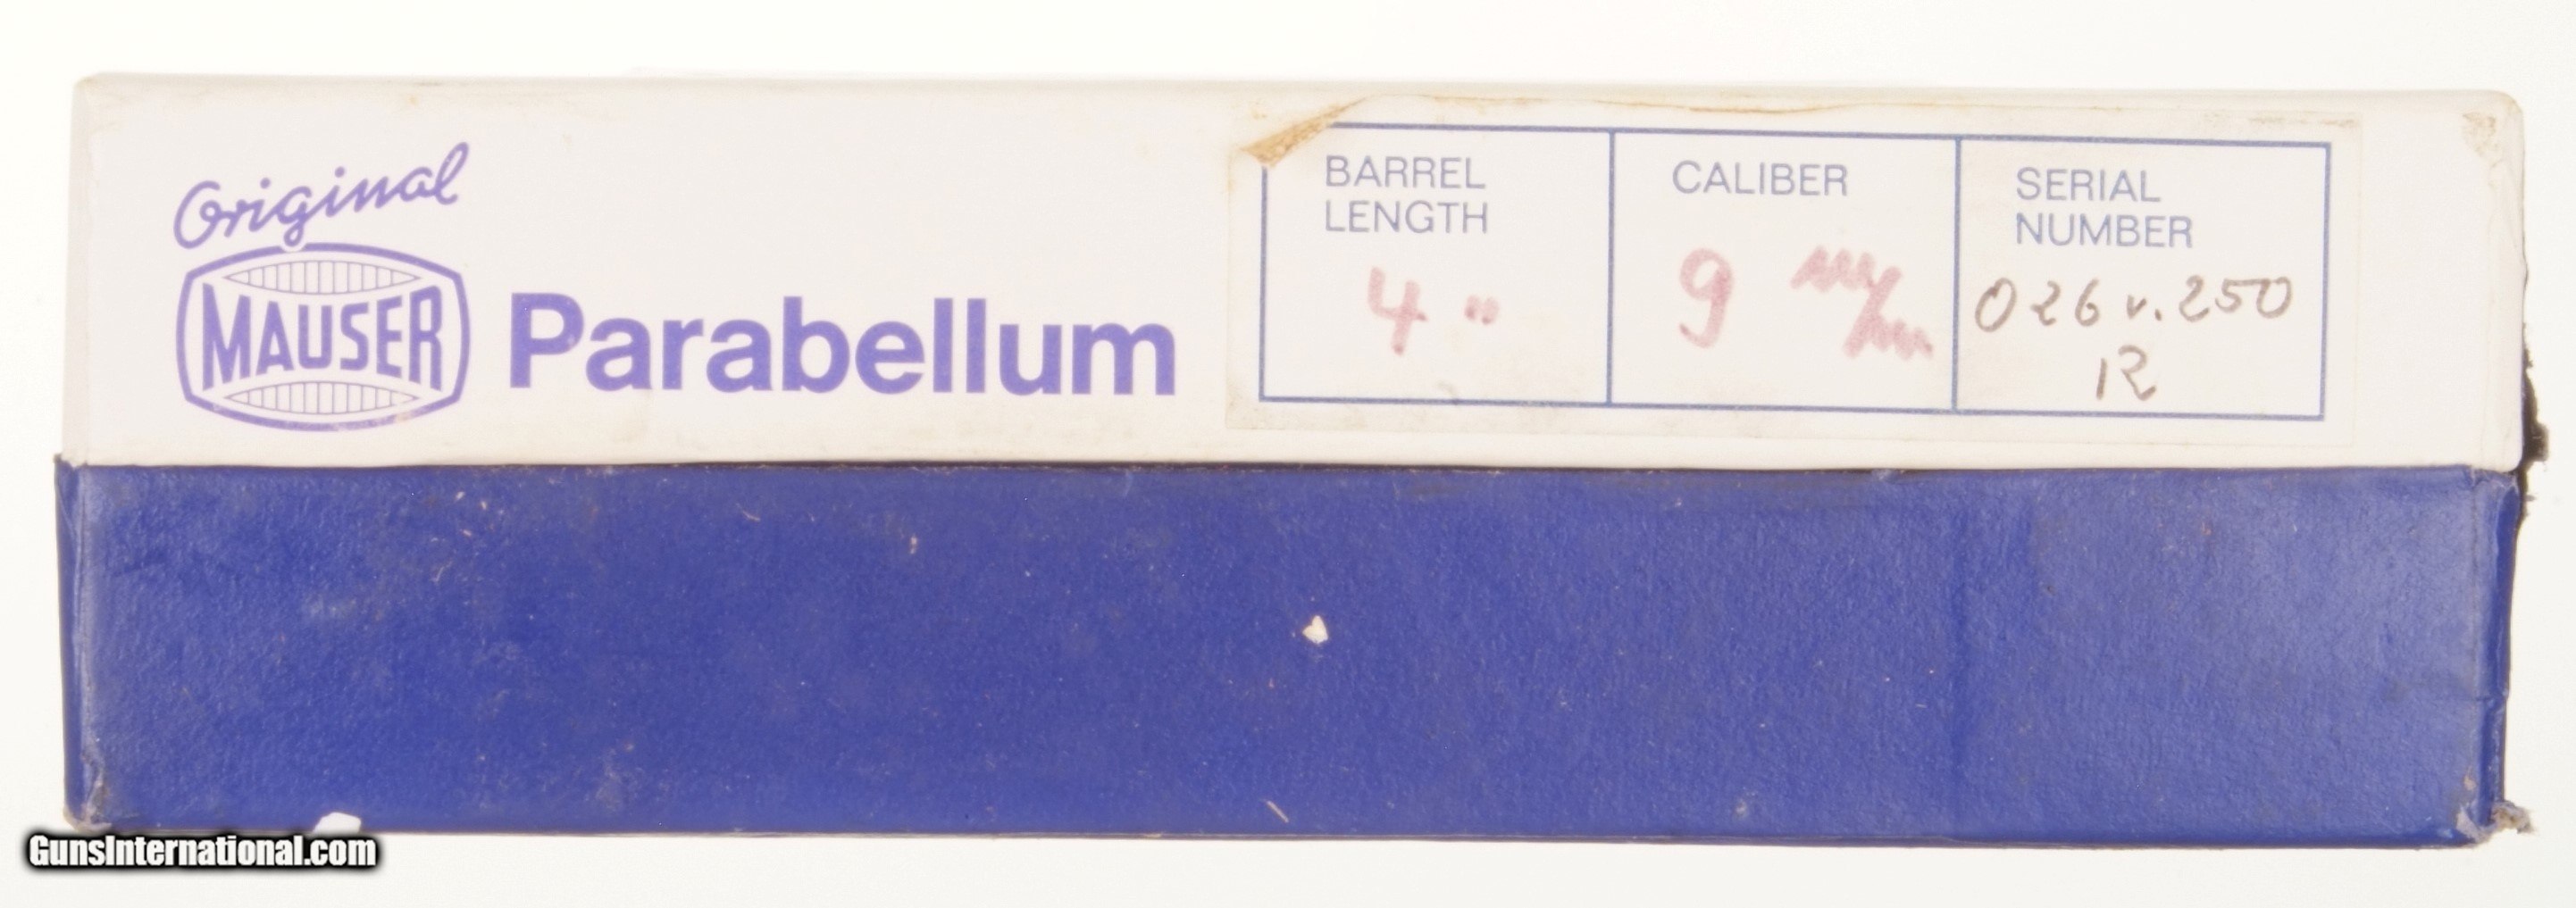 Original
MAUSER
Parabellum
BARREL
LENGTH
4 "
CALIBER
9 m/m
SERIAL
NUMBER
026 v. 250
R
GunsInternational.com